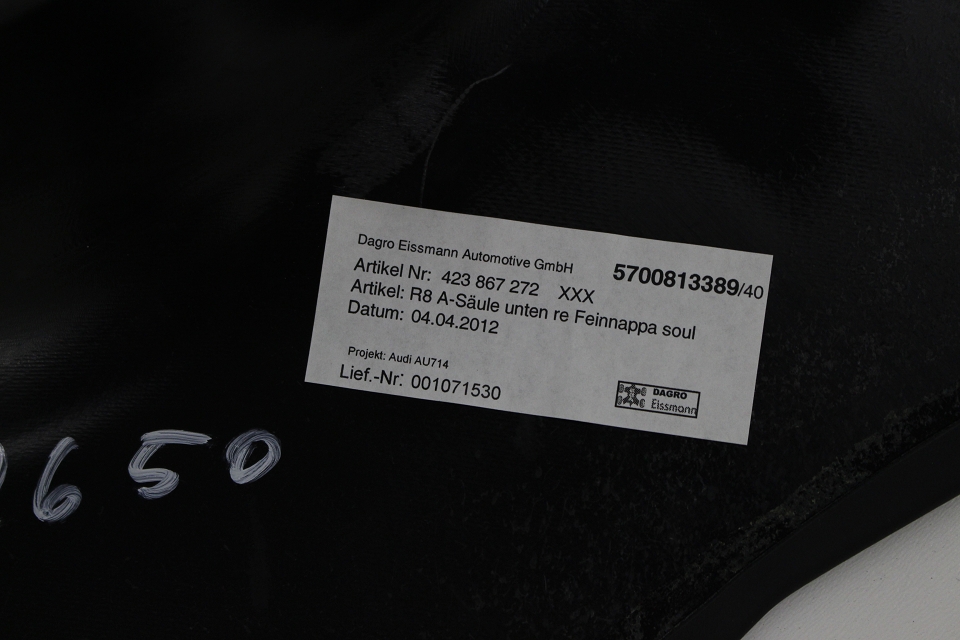 Dagro Eissmann Automotive GmbH
5700813389/40
Artikel Nr: 423 867 272 XXX
Artikel: R8 A-Säule unten re Feinnappa soul
Datum: 04.04.2012
Projekt: Audi AU714
Lief.-Nr: 001071530
DAGRO
Eissmann
650